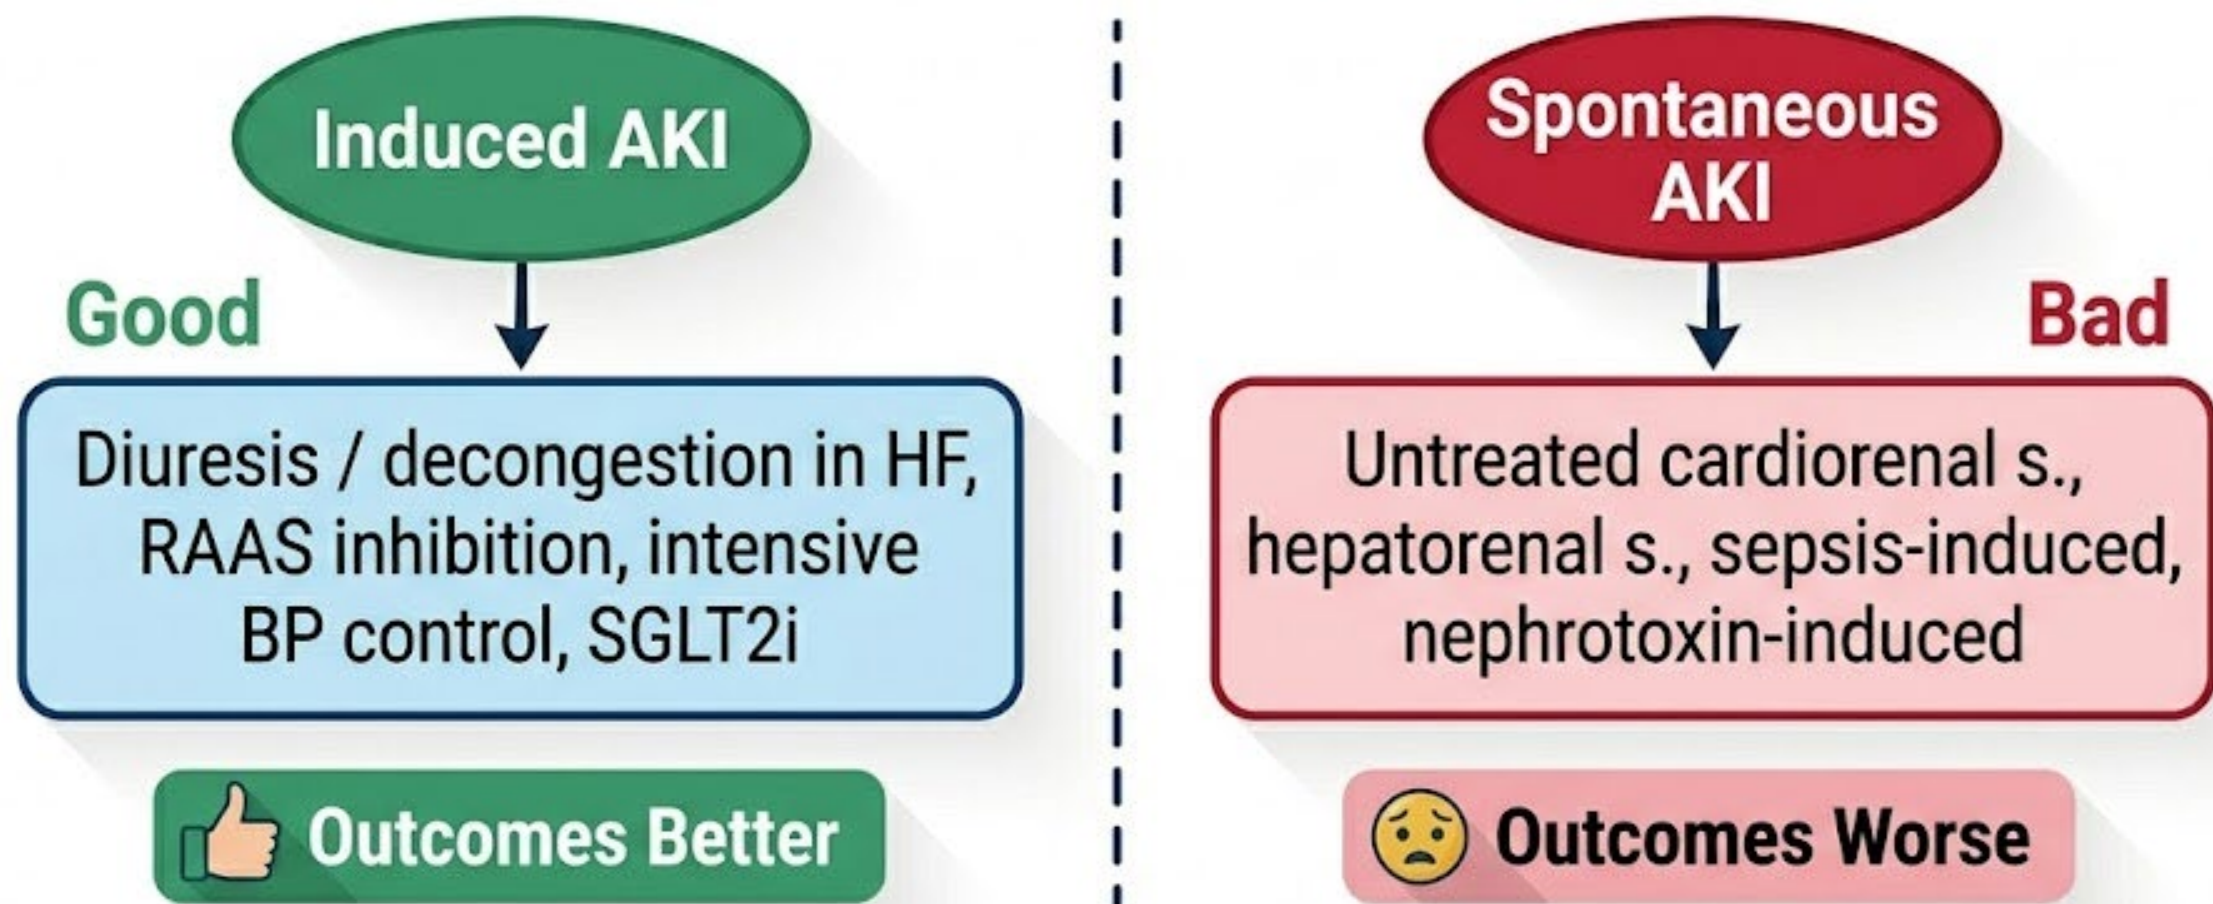 Induced AKI
Good
Diuresis / decongestion in HF,
RAAS inhibition, intensive
BP control, SGLT2i
Outcomes Better
Spontaneous
AKI
Bad
Untreated cardiorenal s.,
hepatorenal s., sepsis-induced,
nephrotoxin-induced
Outcomes Worse